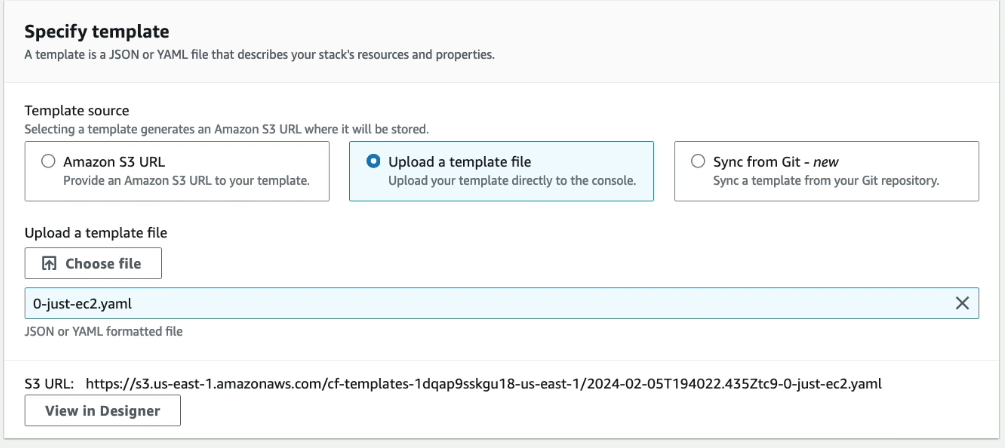 Specify template
A template is a JSON or YAML file that describes your stack's resources and properties.
Template source
Selecting a template generates an Amazon S3 URL where it will be stored.
Amazon S3 URL
Provide an Amazon S3 URL to your template.
Upload a template file
Upload your template directly to the console.
Sync from Git - new
Sync a template from your Git repository.
Upload a template file
Choose file
0-just-ec2.yaml
JSON or YAML formatted file
S3 URL: https://s3.us-east-1.amazonaws.com/cf-templates-1dqap9sskgu18-us-east-1/2024-02-05T194022.435Ztc9-0-just-ec2.yaml
View in Designer